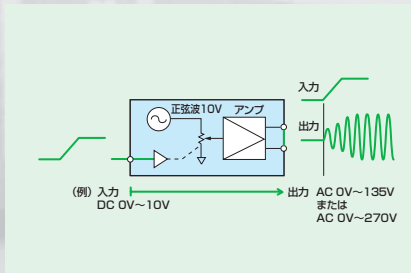 入力
出力
正弦波10V アンプ
(例) 入力 出力 AC 0V〜135V
DC 0V〜10V または
AC 0V〜270V